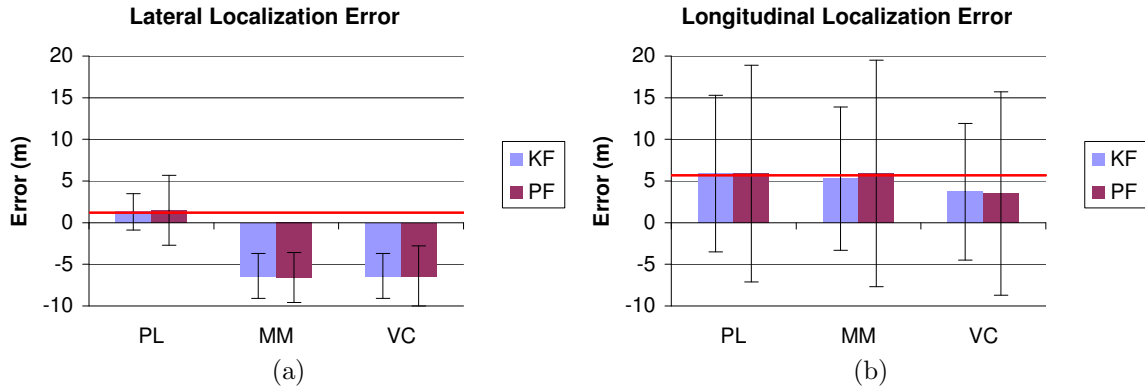 Lateral Localization Error
20
15
10
5
0
-5
-10
Error (m)
PL MM VC
KF
PF
(a)
Longitudinal Localization Error
20
15
10
5
0
-5
-10
Error (m)
PL MM VC
KF
PF
(b)